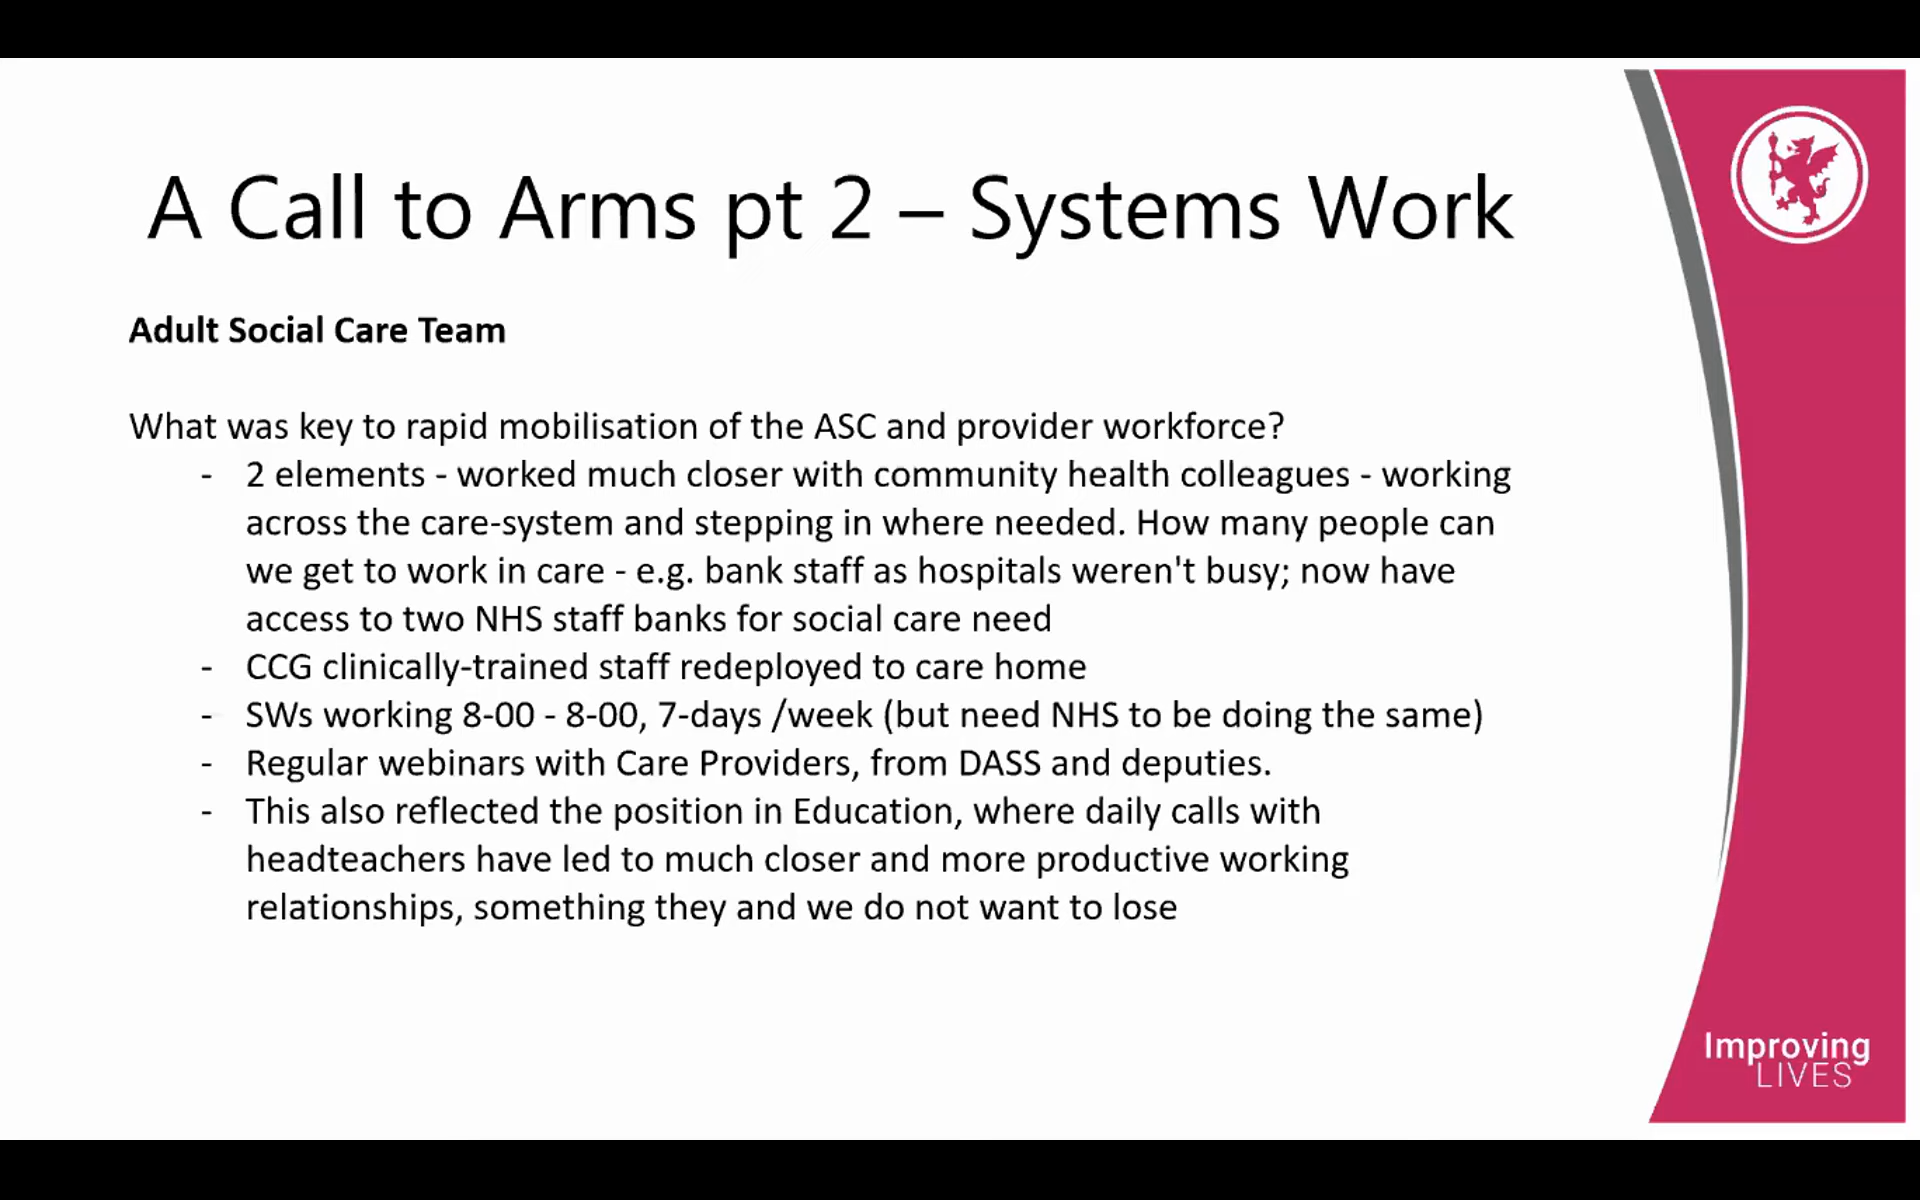 A Call to Arms pt 2 – Systems Work
Adult Social Care Team
What was key to rapid mobilisation of the ASC and provider workforce?
- 2 elements - worked much closer with community health colleagues - working
across the care-system and stepping in where needed. How many people can
we get to work in care - e.g. bank staff as hospitals weren't busy; now have
access to two NHS staff banks for social care need
- CCG clinically-trained staff redeployed to care home
- SWs working 8-00 - 8-00, 7-days /week (but need NHS to be doing the same)
- Regular webinars with Care Providers, from DASS and deputies.
- This also reflected the position in Education, where daily calls with
headteachers have led to much closer and more productive working
relationships, something they and we do not want to lose
Improving
LIVES